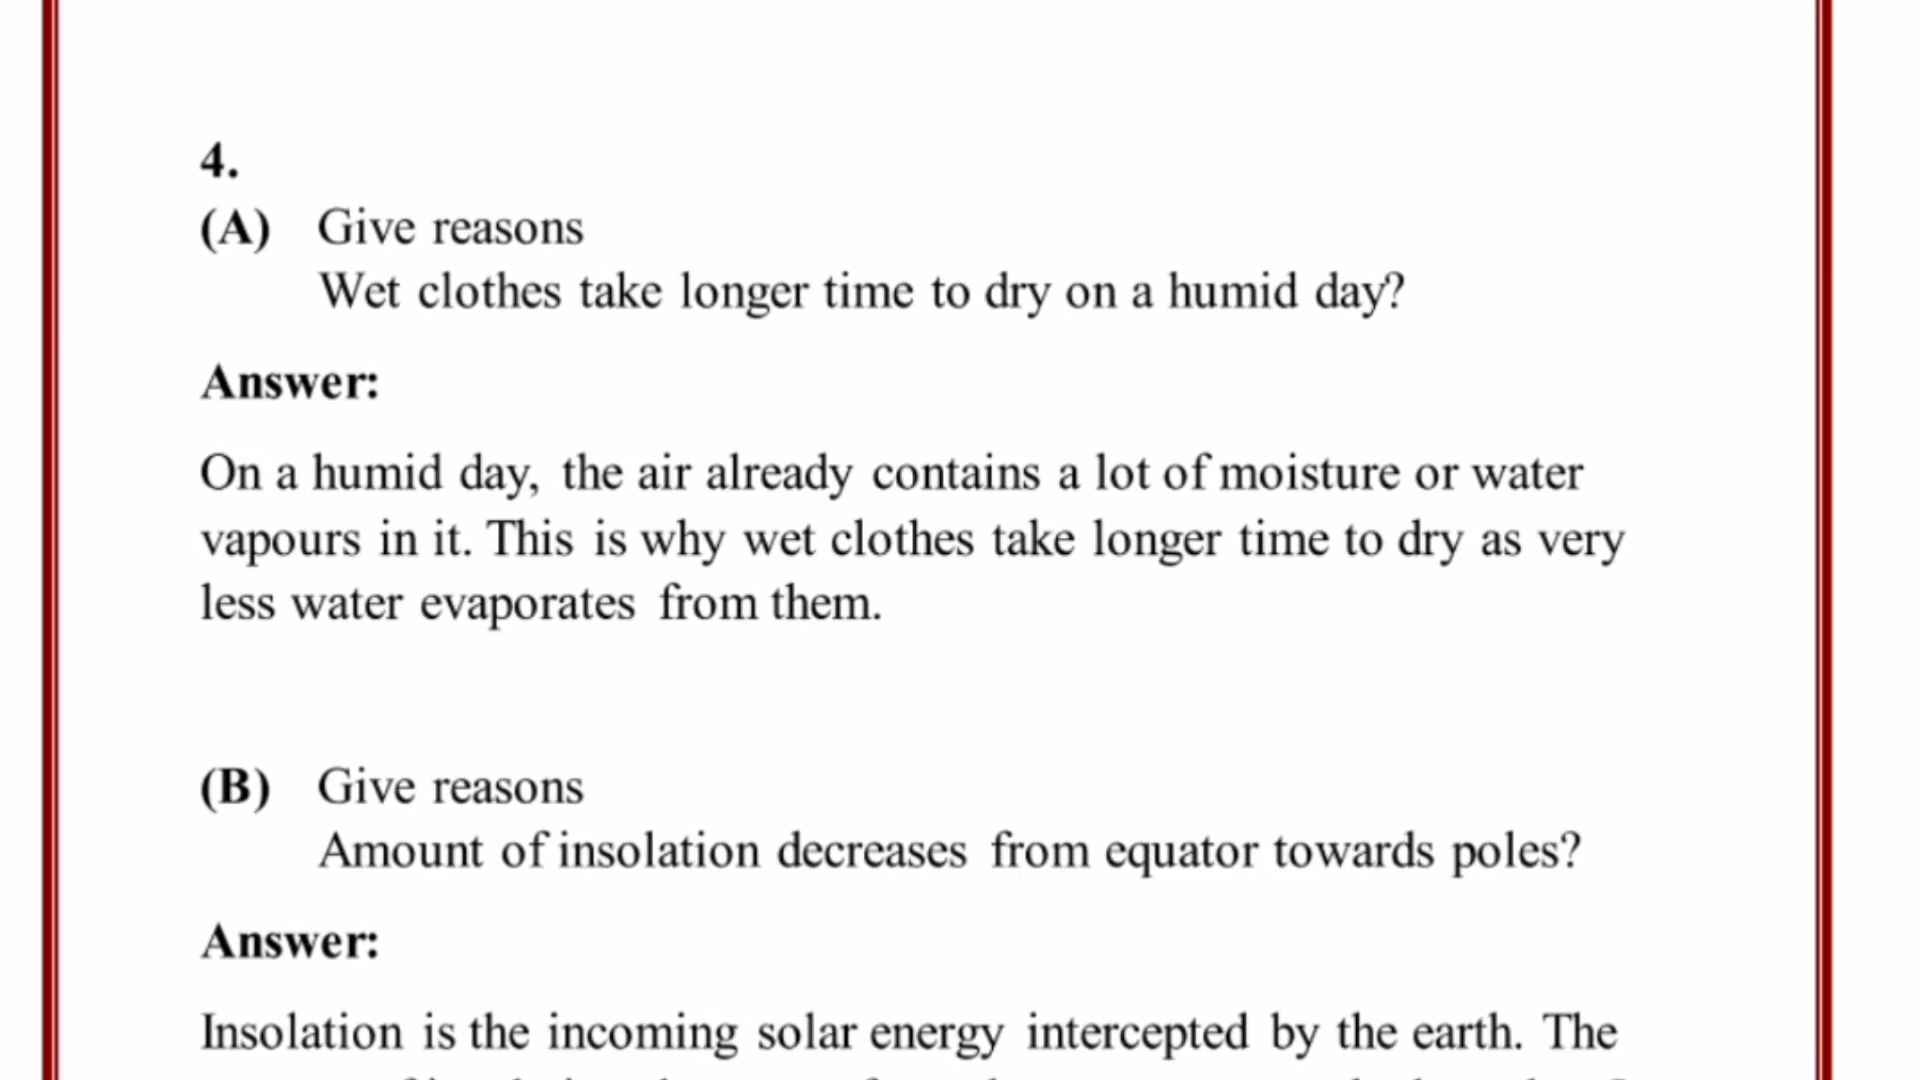 4.
(A) Give reasons
Wet clothes take longer time to dry on a humid day?
Answer:
On a humid day, the air already contains a lot of moisture or water
vapours in it. This is why wet clothes take longer time to dry as very
less water evaporates from them.
(B) Give reasons
Amount of insolation decreases from equator towards poles?
Answer:
Insolation is the incoming solar energy intercepted by the earth. The